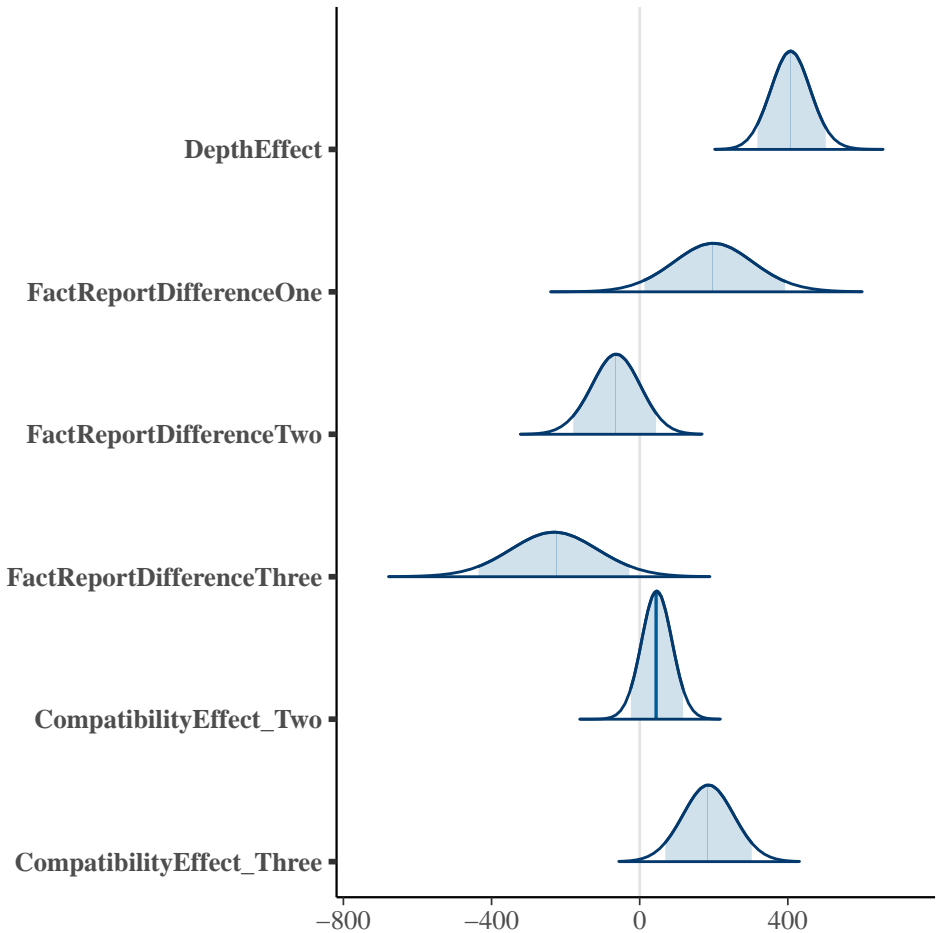 DepthEffect
FactReportDifferenceOne
FactReportDifferenceTwo
FactReportDifferenceThree
CompatibilityEffect_Two
CompatibilityEffect_Three
−800 −400 0 400